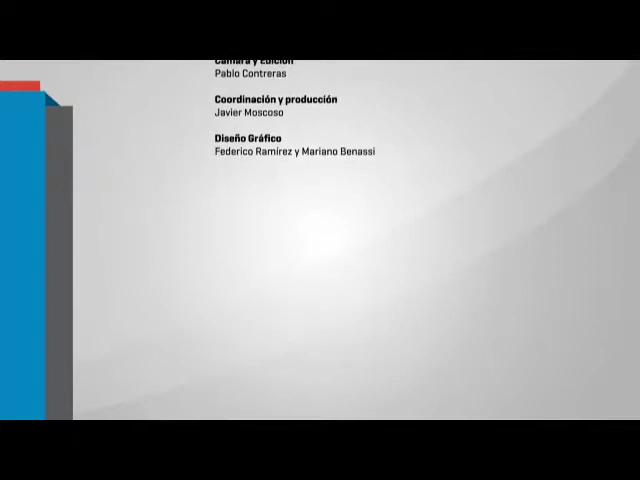 Cámara y Edición
Pablo Contreras
Coordinación y producción
Javier Moscoso
Diseño Gráfico
Federico Ramírez y Mariano Benassi